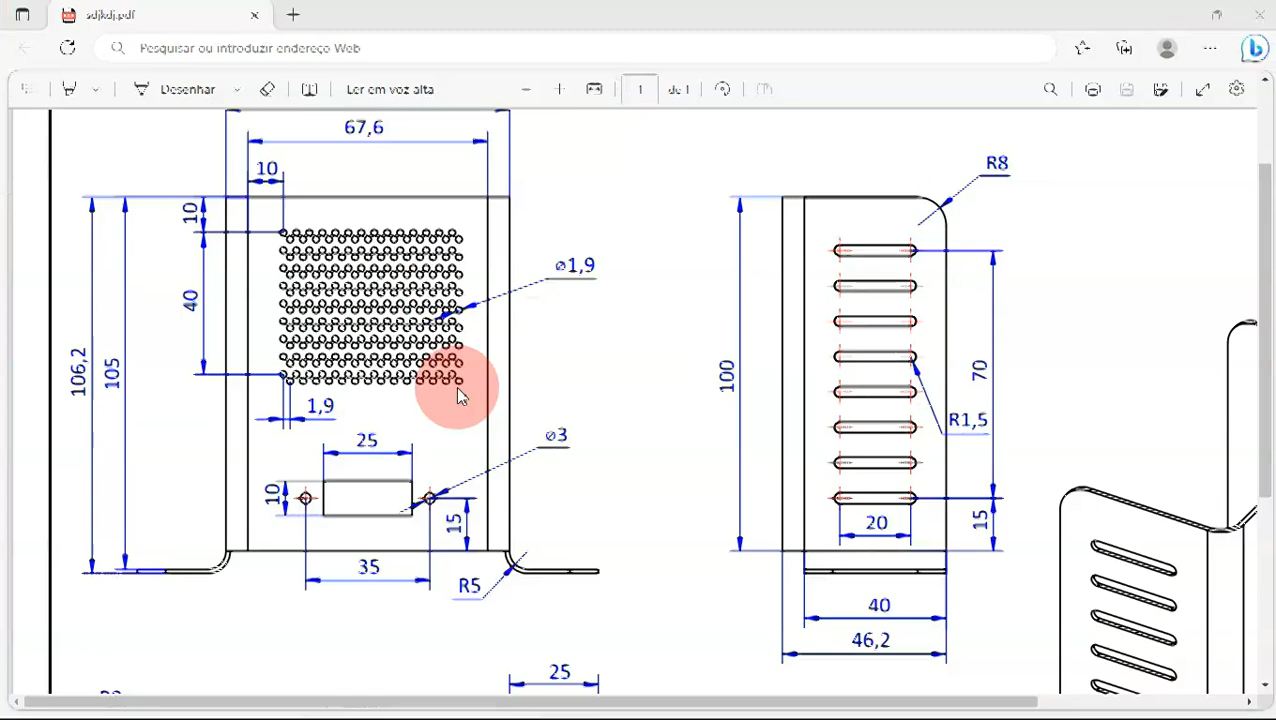 sdjkdj.pdf
Pesquisar ou introduzir endereço Web
Desenhar
Ler em voz alta
1
de 1
67,6
10
10
40
106,2
105
⌀1,9
1,9
25
⌀3
10
15
35
R5
25
R8
100
70
R1,5
20
15
40
46,2